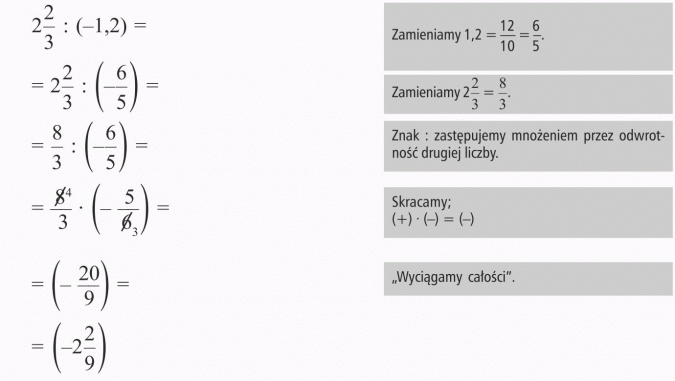 2 2/3 : (–1,2) =
Zamieniamy 1,2 = 12/10 = 6/5.
= 2 2/3 : (–6/5) =
Zamieniamy 2 2/3 = 8/3.
= 8/3 : (–6/5) =
Znak : zastępujemy mnożeniem przez odwrot-
ność drugiej liczby.
= 8⁴/3 · (– 5/6₃) =
Skracamy;
(+) · (–) = (–)
= (– 20/9) =
„Wyciągamy całości”.
= (–2 2/9)